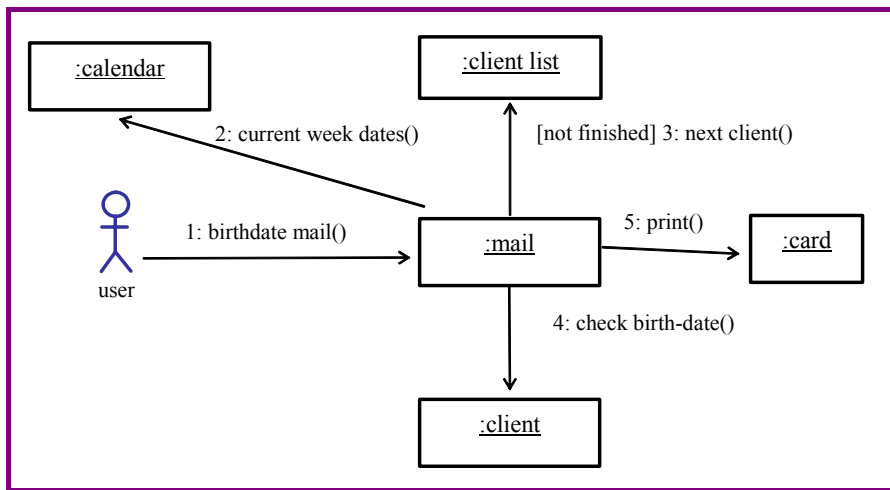 :calendar
:client list
2: current week dates()
[not finished] 3: next client()
1: birthdate mail()
:mail
5: print()
:card
user
4: check birth-date()
:client